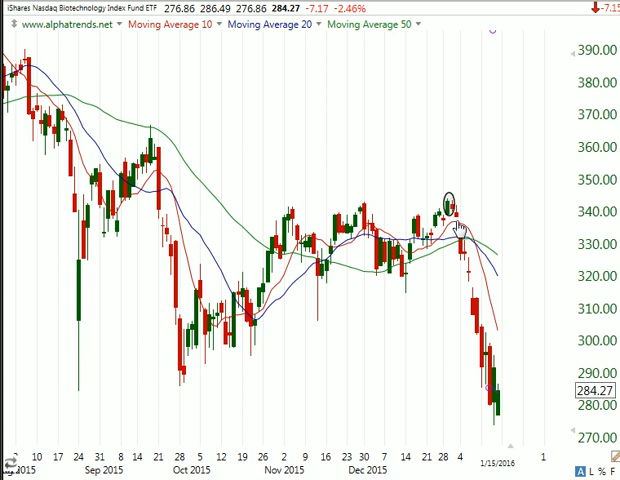 iShares Nasdaq Biotechnology Index Fund ETF 276.86 286.49 276.86 284.27 -7.17 -2.46% -7.15
www.alphatrends.net Moving Average 10 Moving Average 20 Moving Average 50
390.00
380.00
370.00
360.00
350.00
340.00
330.00
320.00
310.00
300.00
290.00
284.27
280.00
270.00
10 17 24 31 8 14 21 28 5 12 19 26 2 9 16 23 30 7 14 21 28 4 1
2015 Sep 2015 Oct 2015 Nov 2015 Dec 2015 1/15/2016
A L % F